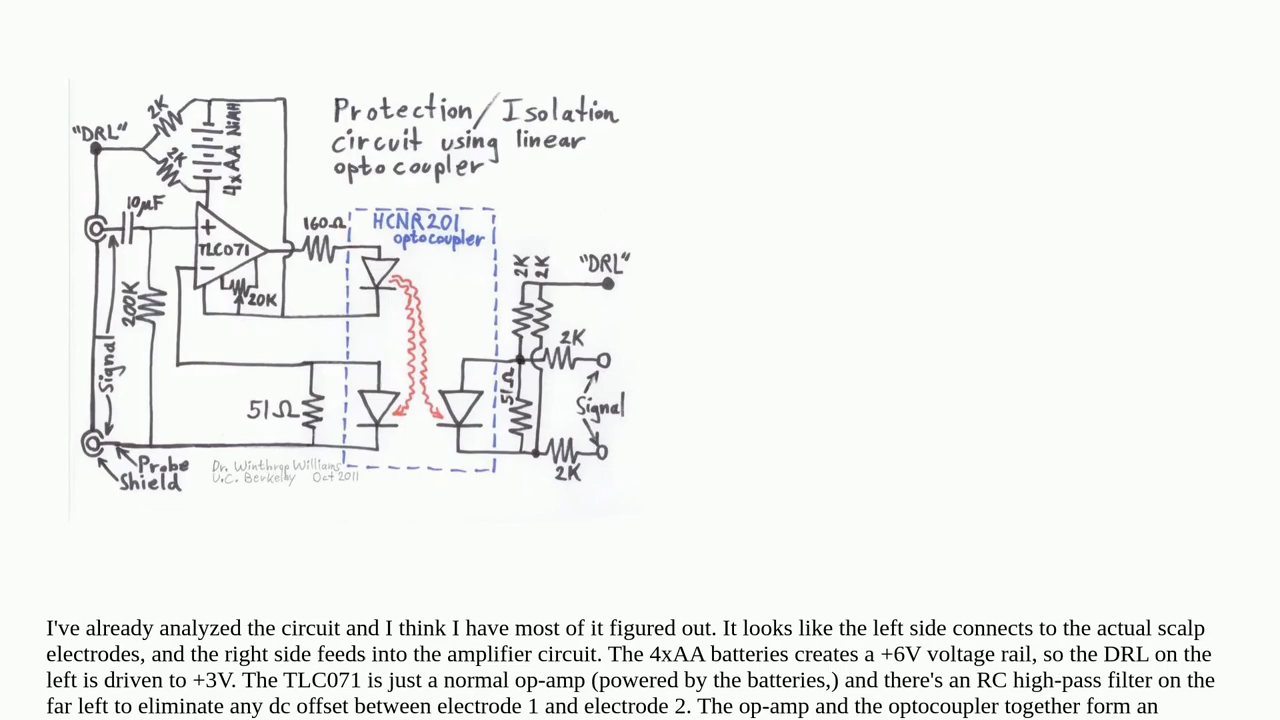 Protection/Isolation
circuit using linear
optocoupler
2K
"DRL"
2K
4xAA NiMH
10µF
+
TLC071
−
160Ω
HCNR201
optocoupler
20K
200K
Signal
51Ω
Probe
Shield
Dr. Winthrop Williams
U.C. Berkelhy Oct 2011
2K
2K
"DRL"
2K
51Ω
Signal
2K
I've already analyzed the circuit and I think I have most of it figured out. It looks like the left side connects to the actual scalp
electrodes, and the right side feeds into the amplifier circuit. The 4xAA batteries creates a +6V voltage rail, so the DRL on the
left is driven to +3V. The TLC071 is just a normal op-amp (powered by the batteries,) and there's an RC high-pass filter on the
far left to eliminate any dc offset between electrode 1 and electrode 2. The op-amp and the optocoupler together form an